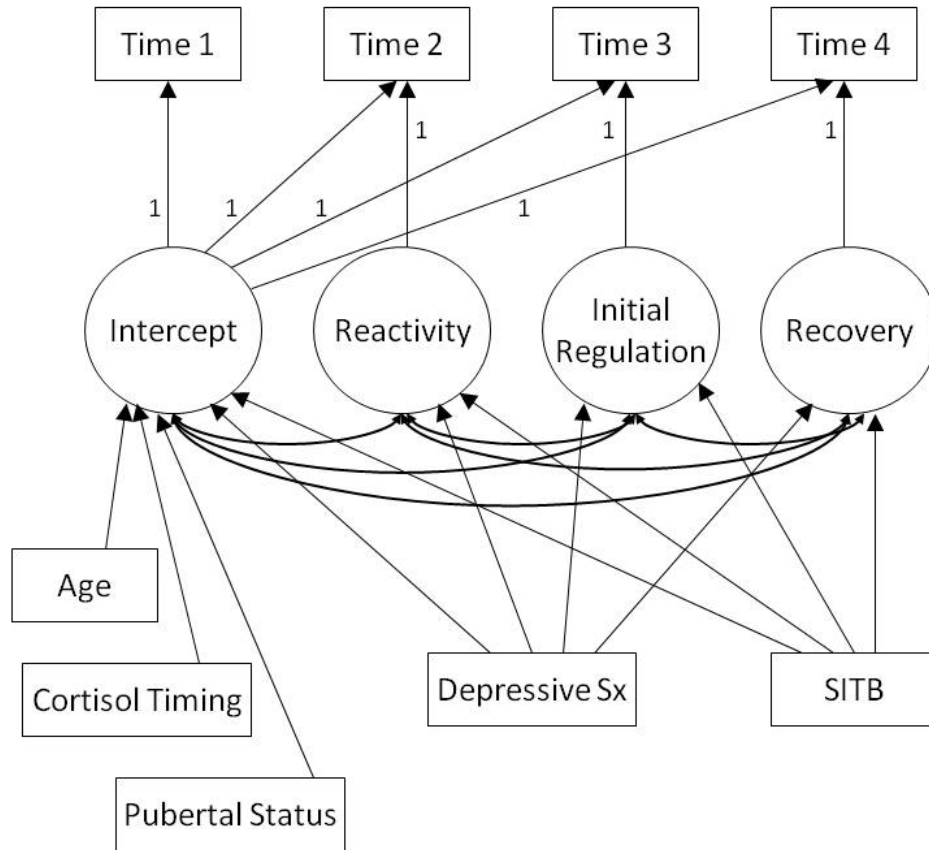 Time 1
Time 2
Time 3
Time 4
1
1
1
1
1
1
1
Intercept
Reactivity
Initial
Regulation
Recovery
Age
Cortisol Timing
Pubertal Status
Depressive Sx
SITB